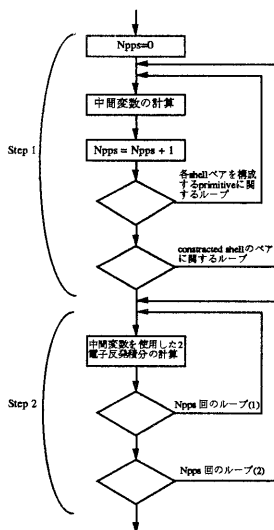 Npps=0
中間変数の計算
Npps = Npps + 1
各shellペアを構成
するprimitiveに関
するループ
Step 1
constracted shellのペア
に関するループ
中間変数を使用した2
電子反発積分の計算
Npps 回のループ(1)
Step 2
Npps 回のループ(2)